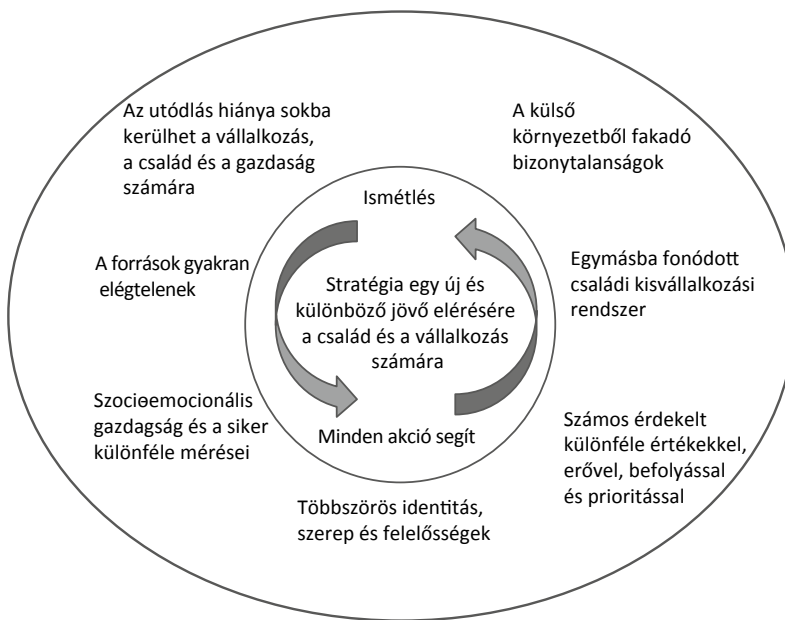 Az utódlás hiánya sokba
kerülhet a vállalkozás,
a család és a gazdaság
számára
A külső
környezetből fakadó
bizonytalanságok
Ismétlés
A források gyakran
elégtelenek
Stratégia egy új és
különböző jövő elérésére
a család és a vállalkozás
számára
Egymásba fonódott
családi kisvállalkozási
rendszer
Szocioemocionális
gazdagság és a siker
különféle mérései
Minden akció segít
Számos érdekelt
különféle értékekkel,
erővel, befolyással
és prioritással
Többszörös identitás,
szerep és felelősségek